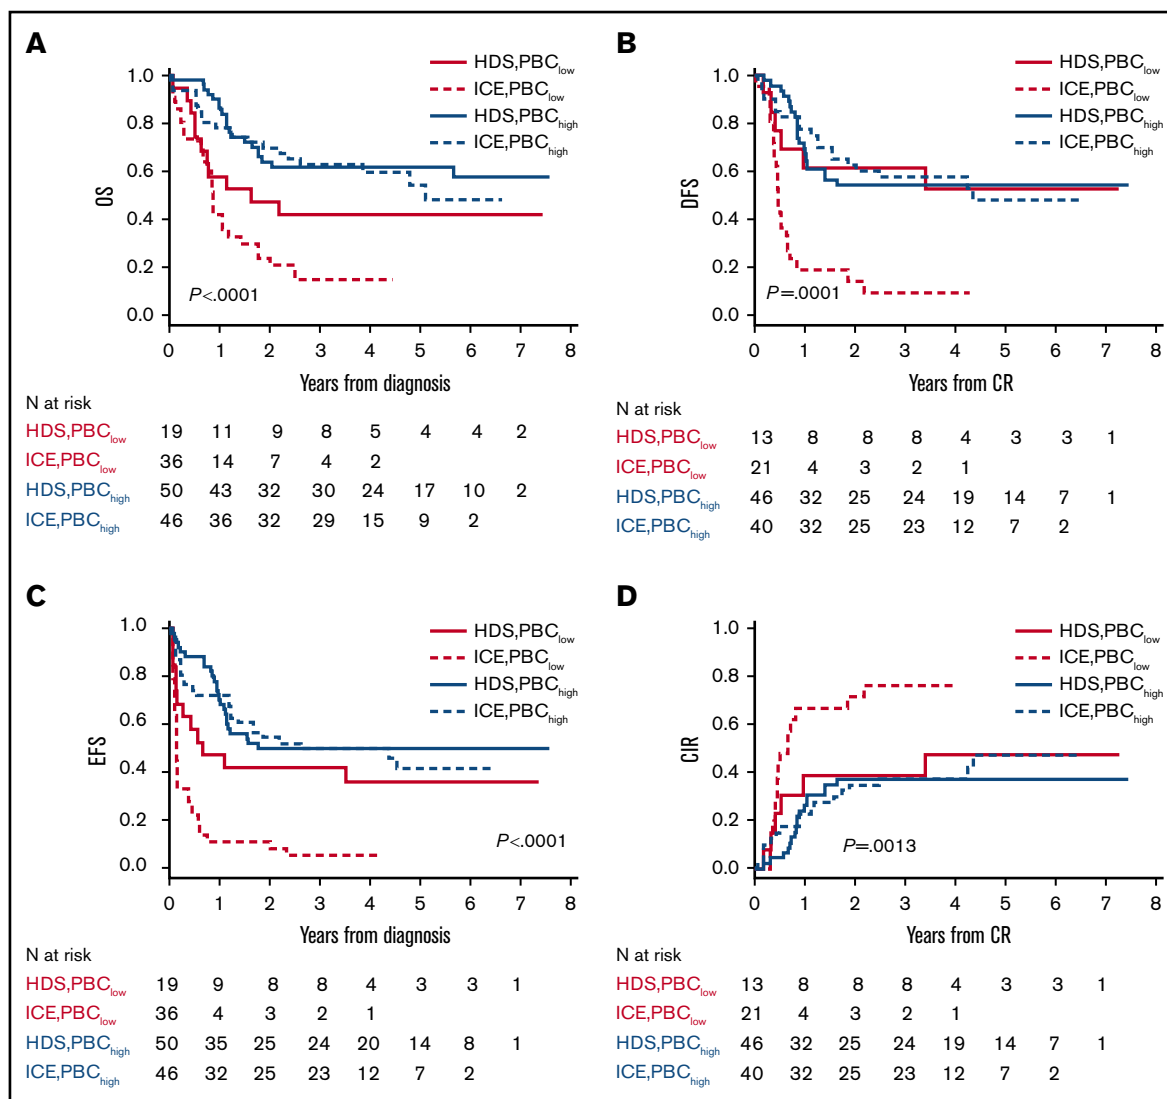 A
HDS,PBClow
ICE,PBClow
HDS,PBChigh
ICE,PBChigh
1.0
0.8
0.6
0.4
0.2
0.0
OS
P<.0001
0 1 2 3 4 5 6 7 8
Years from diagnosis
N at risk
HDS,PBClow 19 11 9 8 5 4 4 2
ICE,PBClow 36 14 7 4 2
HDS,PBChigh 50 43 32 30 24 17 10 2
ICE,PBChigh 46 36 32 29 15 9 2
B
HDS,PBClow
ICE,PBClow
HDS,PBChigh
ICE,PBChigh
1.0
0.8
0.6
0.4
0.2
0.0
DFS
P=.0001
0 1 2 3 4 5 6 7 8
Years from CR
N at risk
HDS,PBClow 13 8 8 8 4 3 3 1
ICE,PBClow 21 4 3 2 1
HDS,PBChigh 46 32 25 24 19 14 7 1
ICE,PBChigh 40 32 25 23 12 7 2
C
HDS,PBClow
ICE,PBClow
HDS,PBChigh
ICE,PBChigh
1.0
0.8
0.6
0.4
0.2
0.0
EFS
P<.0001
0 1 2 3 4 5 6 7 8
Years from diagnosis
N at risk
HDS,PBClow 19 9 8 8 4 3 3 1
ICE,PBClow 36 4 3 2 1
HDS,PBChigh 50 35 25 24 20 14 8 1
ICE,PBChigh 46 32 25 23 12 7 2
D
HDS,PBClow
ICE,PBClow
HDS,PBChigh
ICE,PBChigh
1.0
0.8
0.6
0.4
0.2
0.0
CIR
P=.0013
0 1 2 3 4 5 6 7 8
Years from CR
N at risk
HDS,PBClow 13 8 8 8 4 3 3 1
ICE,PBClow 21 4 3 2 1
HDS,PBChigh 46 32 25 24 19 14 7 1
ICE,PBChigh 40 32 25 23 12 7 2